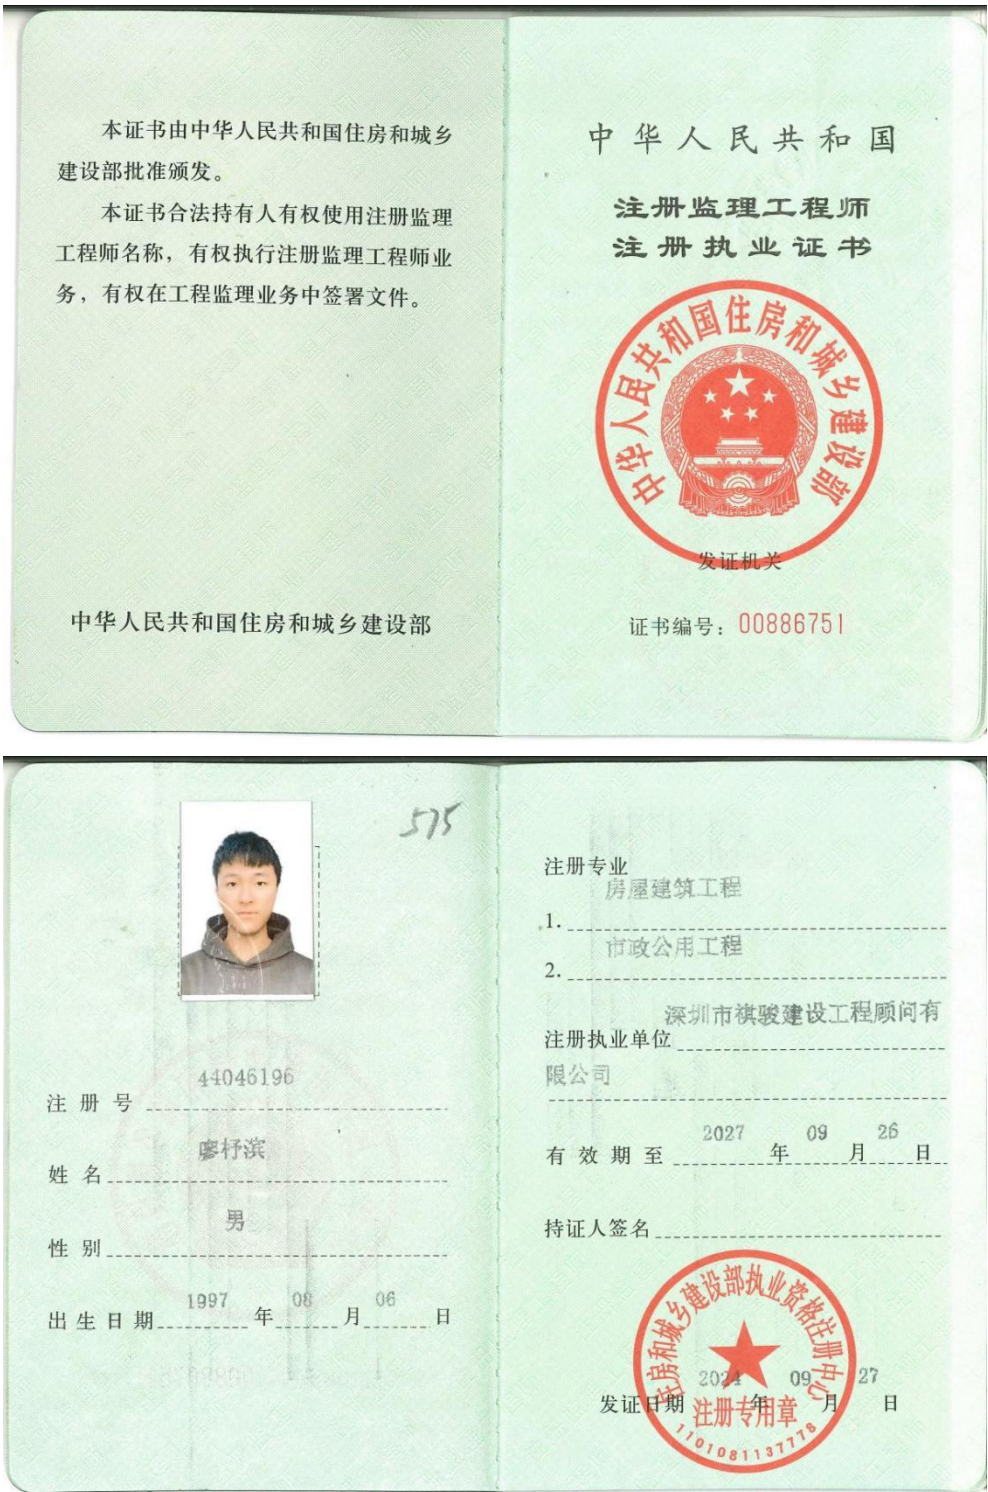 本证书由中华人民共和国住房和城乡
建设部批准颁发。
本证书合法持有人有权使用注册监理
工程师名称，有权执行注册监理工程师业
务，有权在工程监理业务中签署文件。
中华人民共和国住房和城乡建设部
中华人民共和国
注册监理工程师
注册执业证书
中华人民共和国住房和城乡建设部
发证机关
证书编号：00886751
575
注册号 44046196
姓名 廖杍滨
性别 男
出生日期 1997 年 08 月 06 日
注册专业
1. 房屋建筑工程
2. 市政公用工程
注册执业单位 深圳市祺骏建设工程顾问有
限公司
有效期至 2027 年 09 月 26 日
持证人签名
住房和城乡建设部执业资格注册中心
发证日期 2024 年 09 月 27 日
注册专用章
1101081137778